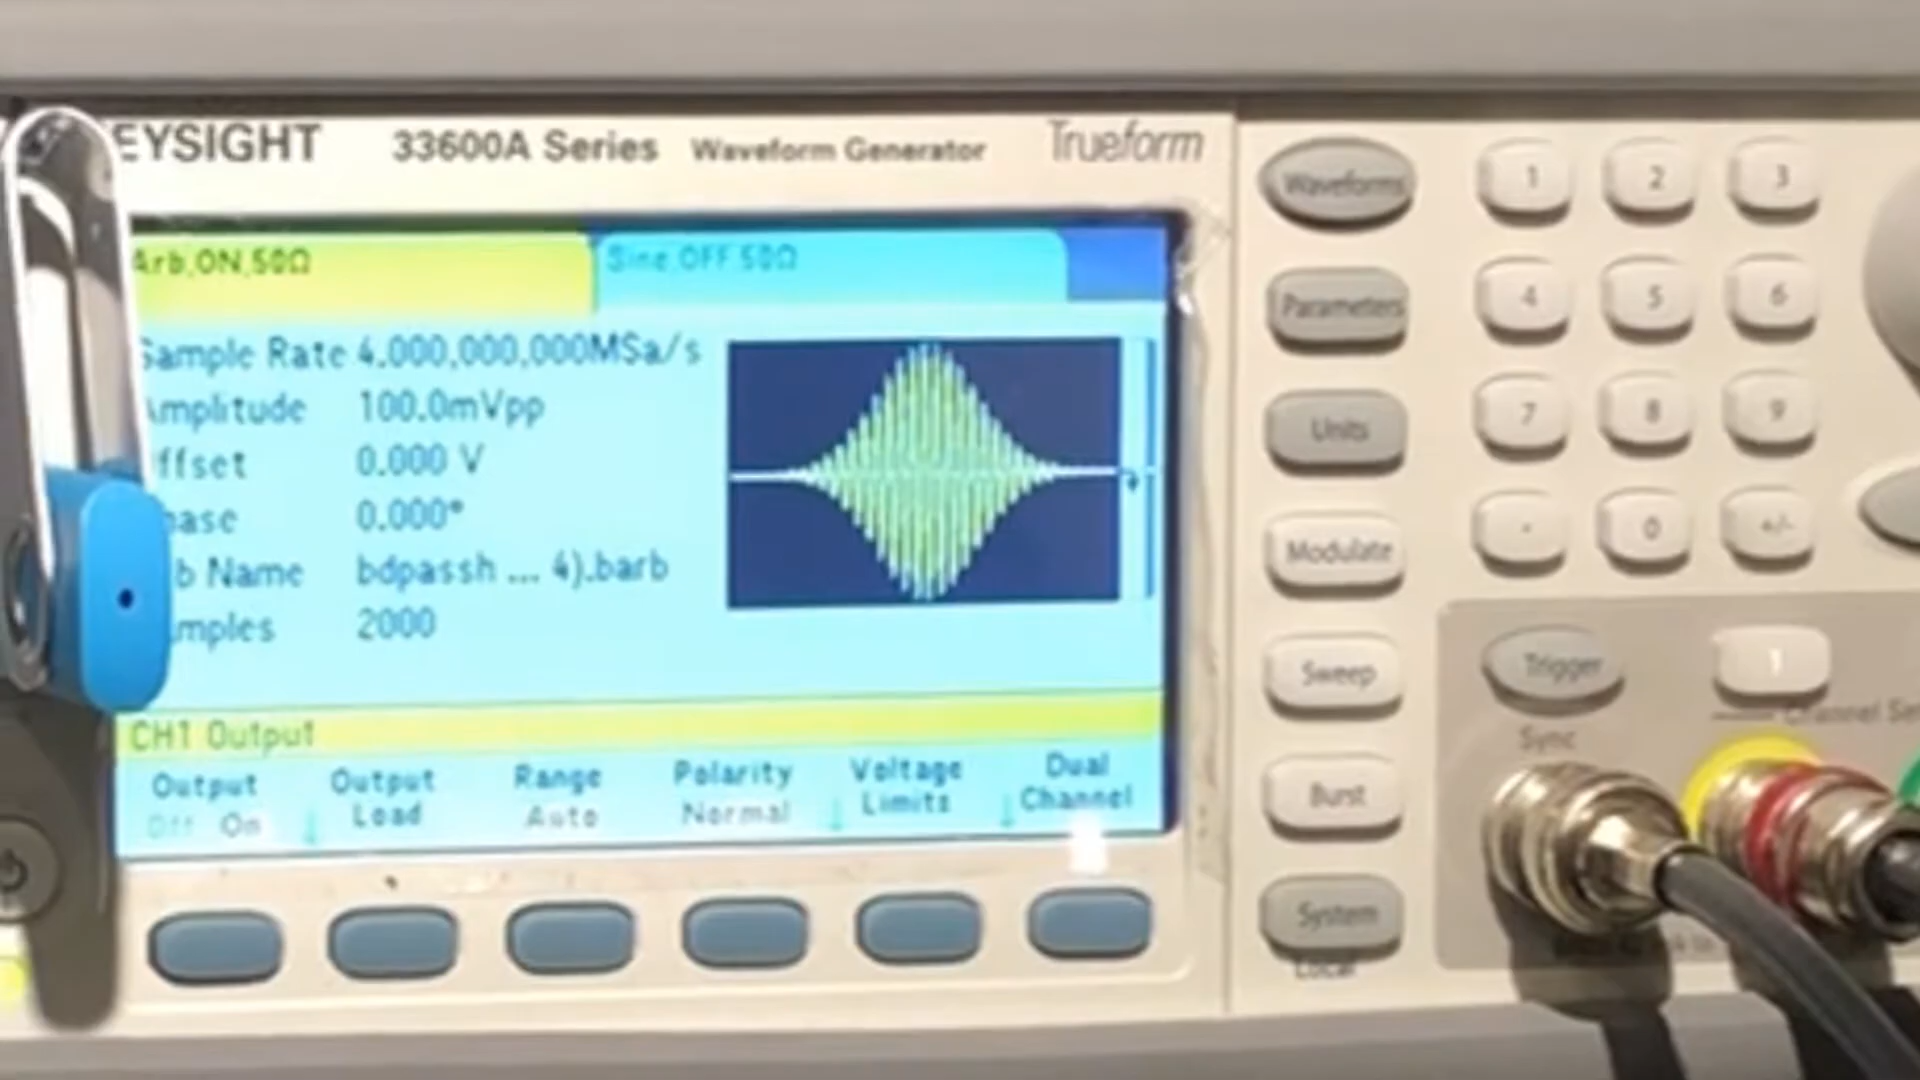 EYSIGHT 33600A Series Waveform Generator Trueform
Arb,ON,50Ω Sine,OFF,50Ω
Sample Rate 4.000,000,000MSa/s
Amplitude 100.0mVpp
ffset 0.000 V
hase 0.000°
b Name bdpassh ... 4).barb
mples 2000
CH1 Output
Output Off On
Output Load
Range Auto
Polarity Normal
Voltage Limits
Dual Channel
Waveforms
Parameters
Units
Modulate
Sweep
Burst
System
Local
1 2 3
4 5 6
7 8 9
. 0 +/-
Trigger
1
Channel
Sync